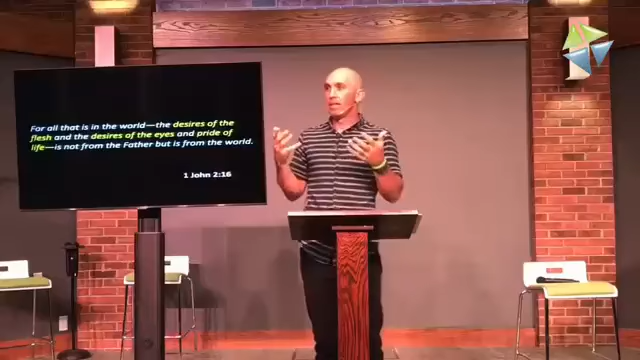 For all that is in the world—the desires of the
flesh and the desires of the eyes and pride of
life—is not from the Father but is from the world.
1 John 2:16